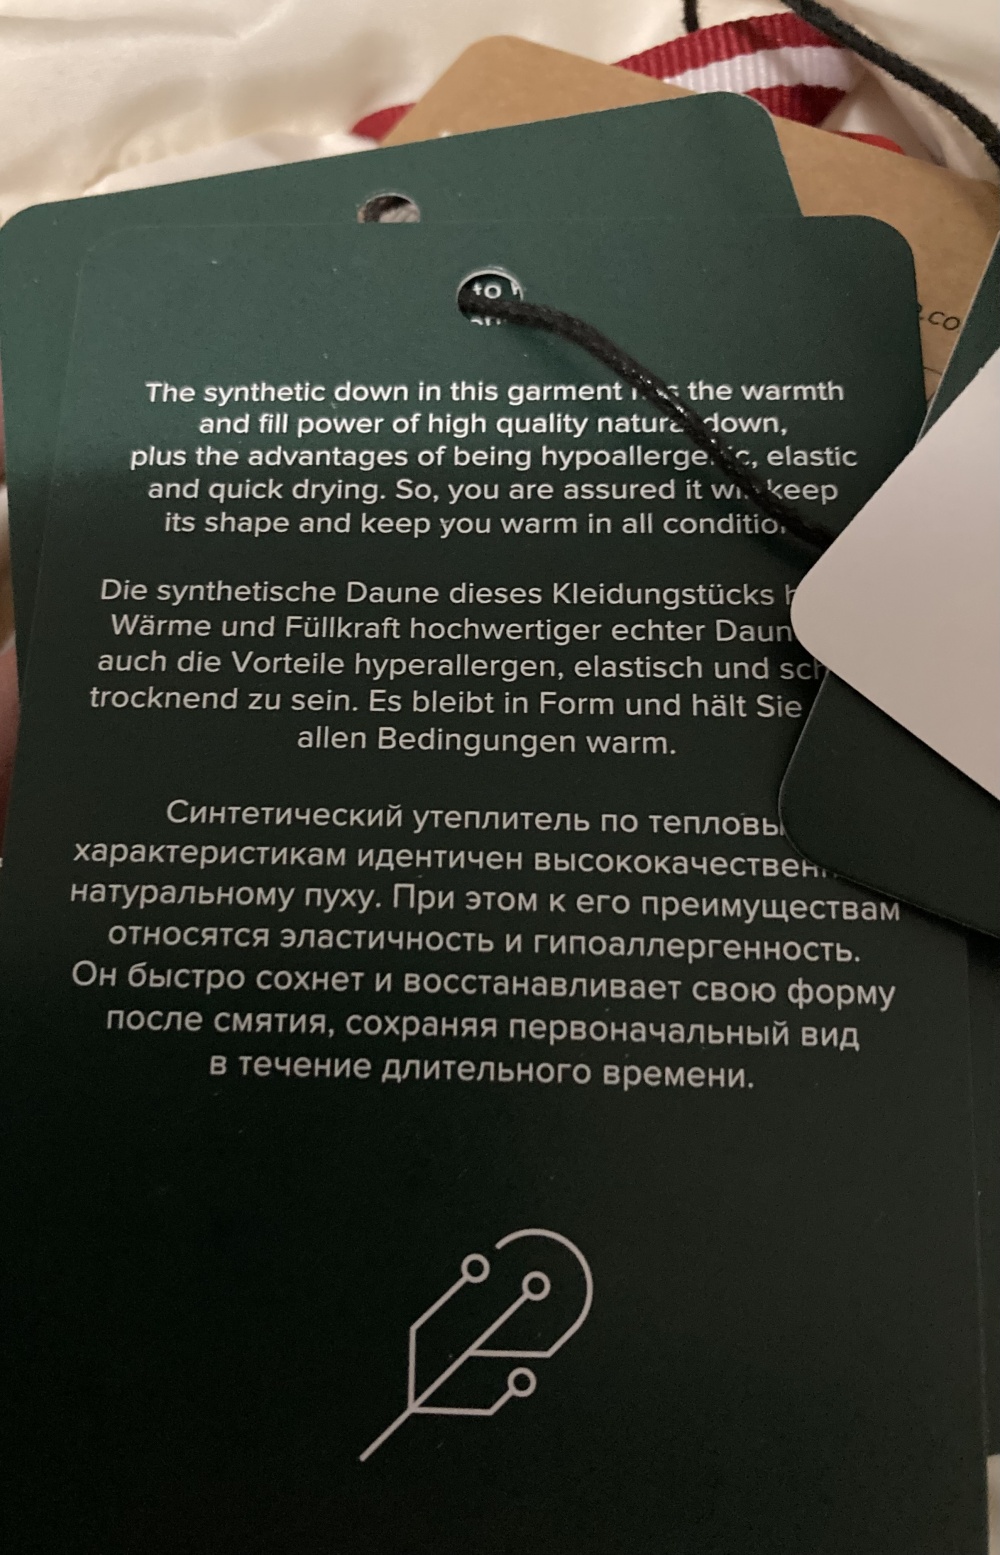 to
The synthetic down in this garment the warmth
and fill power of high quality down,
plus the advantages of being elastic
and quick drying. So, you are assured it keep
its shape and keep you warm in all
Die synthetische Daune dieses Kleidungstücks
Wärme und Füllkraft hochwertiger echter
auch die Vorteile hyperallergen, elastisch und
trocknend zu sein. Es bleibt in Form und hält Sie
allen Bedingungen warm.
Синтетический утеплитель по
характеристикам идентичен
натуральному пуху. При этом к его преимуществам
относятся эластичность и гипоаллергенность.
Он быстро сохнет и восстанавливает свою форму
после смятия, сохраняя первоначальный вид
в течение длительного времени.